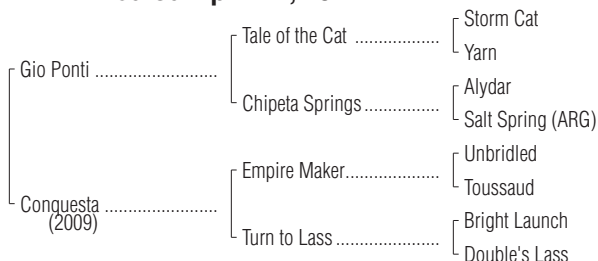 Storm Cat
Tale of the Cat ..................
Yarn
Gio Ponti ..........................
Alydar
Chipeta Springs................
Salt Spring (ARG)
Unbridled
Empire Maker....................
Toussaud
Conquesta ........................
(2009)
Bright Launch
Turn to Lass ......................
Double's Lass